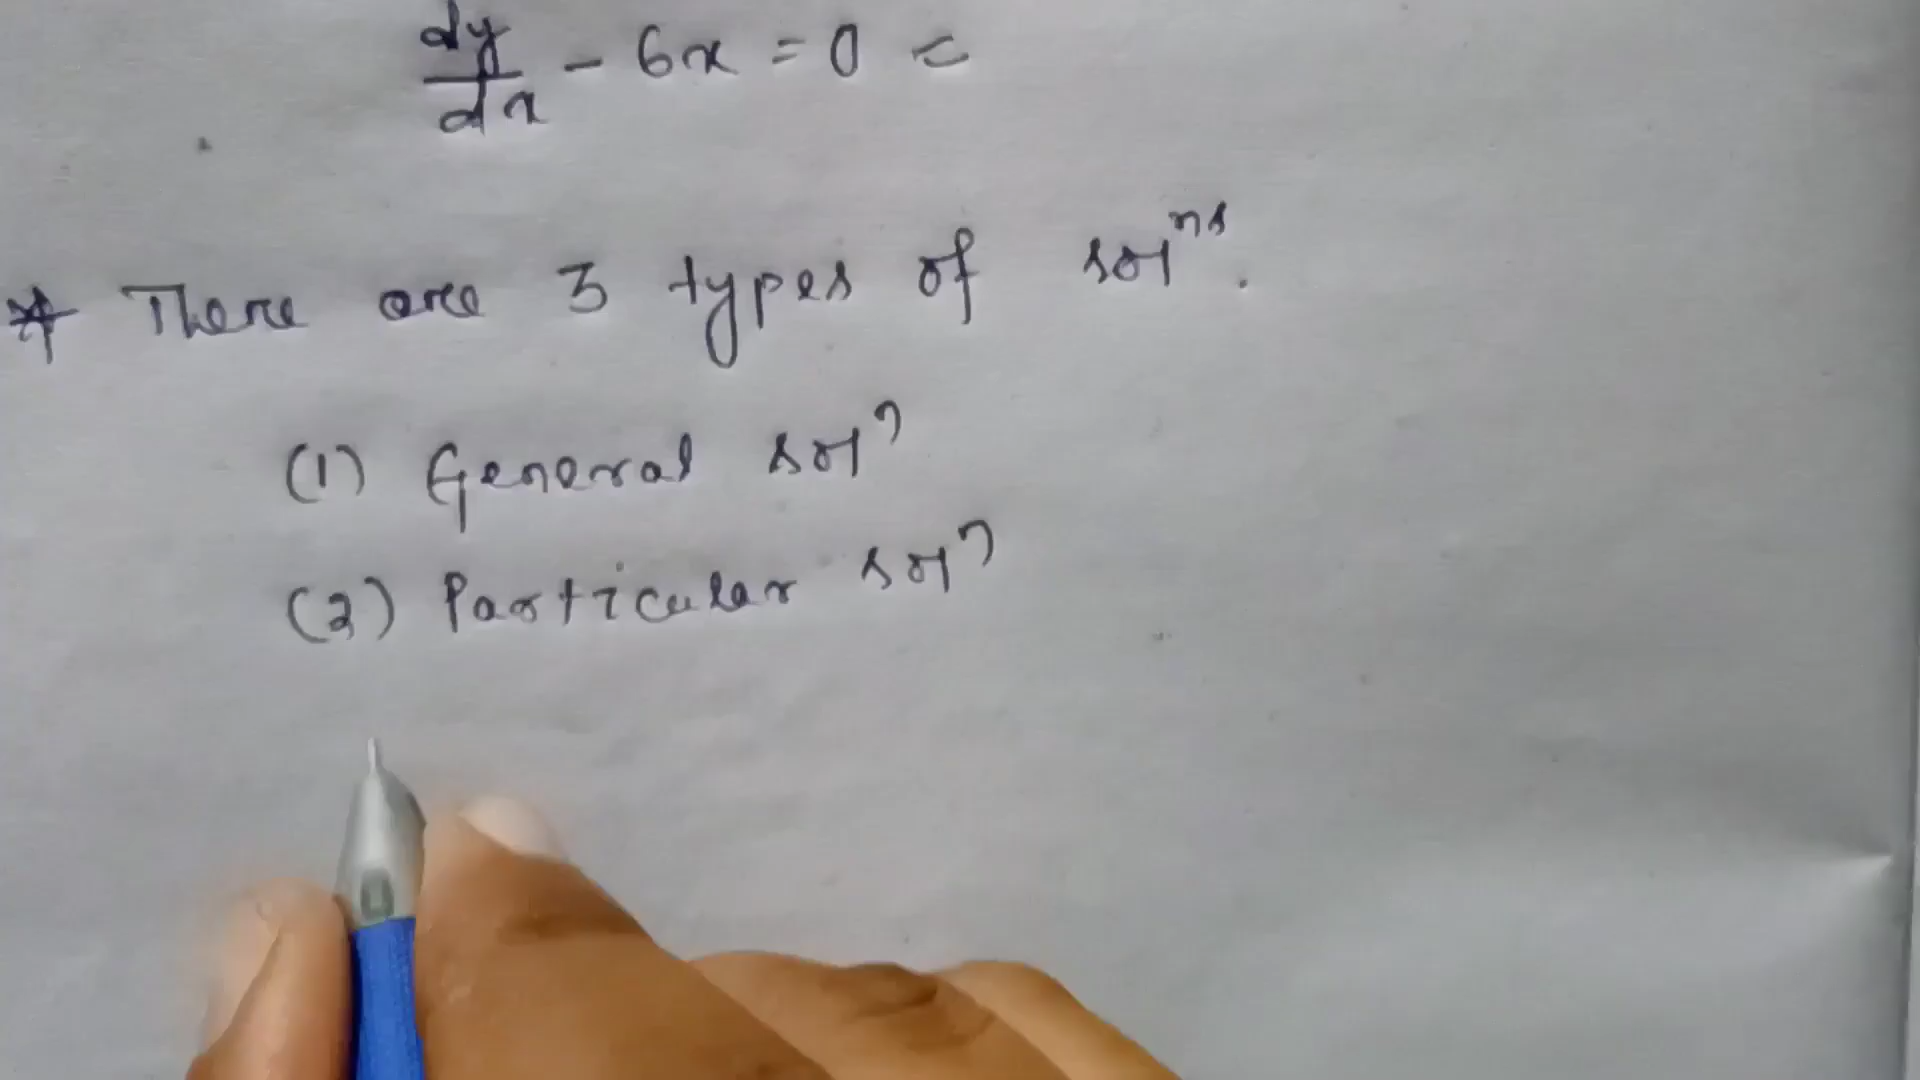 dy/dx - 6x = 0 =
* There are 3 types of solⁿˢ.
(1) General solⁿ
(2) Particular solⁿ